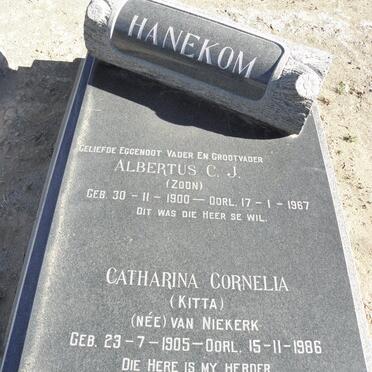 HANEKOM
GELIEFDE EGGENOOT VADER EN GROOTVADER
ALBERTUS C. J.
(ZOON)
GEB. 30 - 11 - 1900 - OORL. 17 - 1 - 1967
DIT WAS DIE HEER SE WIL.
CATHARINA CORNELIA
(KITTA)
(NÉE) VAN NIEKERK
GEB. 23 - 7 - 1905 - OORL. 15 - 11 - 1986
DIE HERE IS MY HERDER